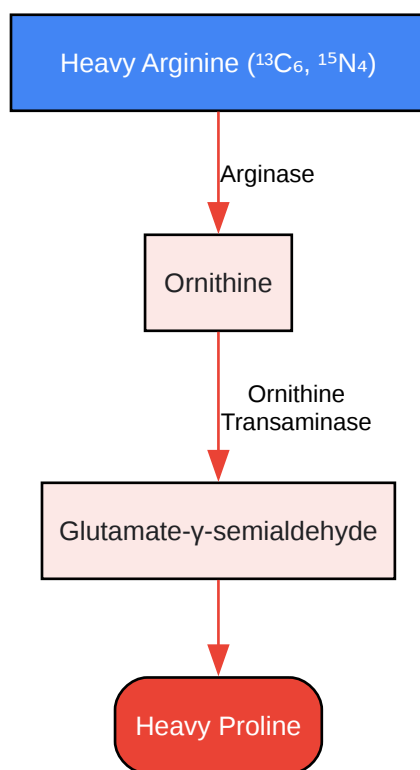 Heavy Arginine (¹³C₆, ¹⁵N₄)
Arginase
Ornithine
Ornithine
Transaminase
Glutamate-γ-semialdehyde
Heavy Proline